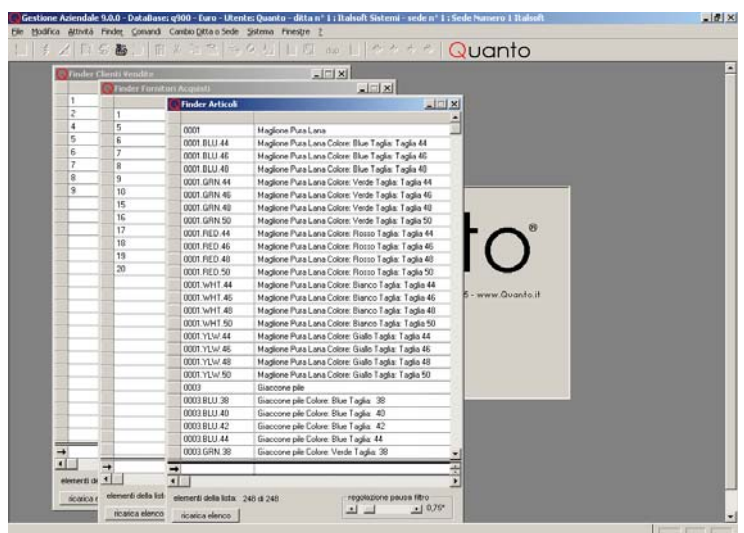 Gestione Aziendale 9.0.0 - DataBase: q900 - Euro - Utente: Quanto - ditta n° 1 : Italsoft Sistemi - sede n° 1 : Sede Numero 1 Italsoft
File Modifica Attività Finder Comandi Cambio Ditta o Sede Sistema Finestre ?
Quanto
Finder Clienti Vendite
1
2
4
5
6
7
8
9
elementi de
ricarica e
Finder Fornitori Acquisti
1
5
6
7
8
9
10
15
16
17
18
19
20
elementi della list
ricarica elenco
Finder Articoli
0001 Maglione Pura Lana
0001.BLU.44 Maglione Pura Lana Colore: Blue Taglia: Taglia 44
0001.BLU.46 Maglione Pura Lana Colore: Blue Taglia: Taglia 46
0001.BLU.48 Maglione Pura Lana Colore: Blue Taglia: Taglia 48
0001.GRN.44 Maglione Pura Lana Colore: Verde Taglia: Taglia 44
0001.GRN.46 Maglione Pura Lana Colore: Verde Taglia: Taglia 46
0001.GRN.48 Maglione Pura Lana Colore: Verde Taglia: Taglia 48
0001.GRN.50 Maglione Pura Lana Colore: Verde Taglia: Taglia 50
0001.RED.44 Maglione Pura Lana Colore: Rosso Taglia: Taglia 44
0001.RED.46 Maglione Pura Lana Colore: Rosso Taglia: Taglia 46
0001.RED.48 Maglione Pura Lana Colore: Rosso Taglia: Taglia 48
0001.RED.50 Maglione Pura Lana Colore: Rosso Taglia: Taglia 50
0001.WHT.44 Maglione Pura Lana Colore: Bianco Taglia: Taglia 44
0001.WHT.46 Maglione Pura Lana Colore: Bianco Taglia: Taglia 46
0001.WHT.48 Maglione Pura Lana Colore: Bianco Taglia: Taglia 48
0001.WHT.50 Maglione Pura Lana Colore: Bianco Taglia: Taglia 50
0001.YLW.44 Maglione Pura Lana Colore: Giallo Taglia: Taglia 44
0001.YLW.46 Maglione Pura Lana Colore: Giallo Taglia: Taglia 46
0001.YLW.48 Maglione Pura Lana Colore: Giallo Taglia: Taglia 48
0001.YLW.50 Maglione Pura Lana Colore: Giallo Taglia: Taglia 50
0003 Giaccone pile
0003.BLU.38 Giaccone pile Colore: Blue Taglia: 38
0003.BLU.40 Giaccone pile Colore: Blue Taglia: 40
0003.BLU.42 Giaccone pile Colore: Blue Taglia: 42
0003.BLU.44 Giaccone pile Colore: Blue Taglia: 44
0003.GRN.38 Giaccone pile Colore: Verde Taglia: 38
elementi della lista: 248 di 248
regolazione pausa filtro
0,75"
ricarica elenco
to®
5 - www.Quanto.it